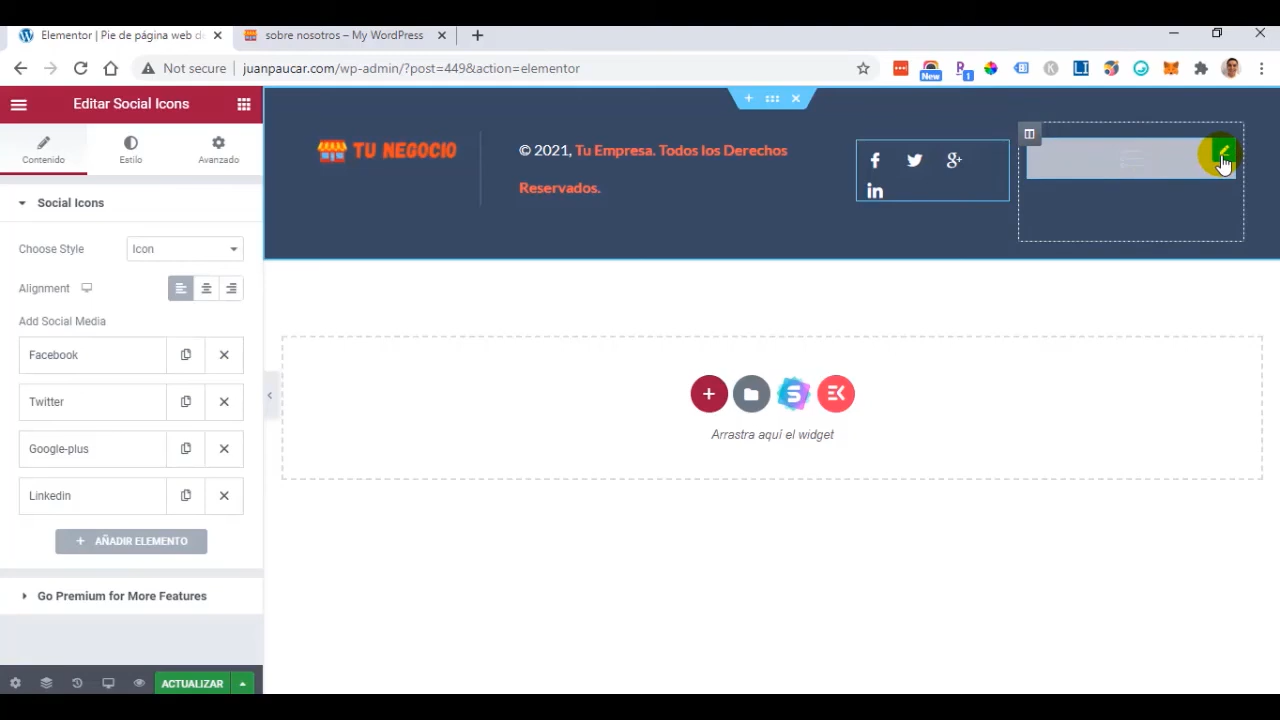 Elementor | Pie de página web de
sobre nosotros – My WordPress
Not secure
juanpaucar.com/wp-admin/?post=449&action=elementor
New
1
Editar Social Icons
Contenido
Estilo
Avanzado
Social Icons
Choose Style
Icon
Alignment
Add Social Media
Facebook
Twitter
Google-plus
Linkedin
+ AÑADIR ELEMENTO
Go Premium for More Features
ACTUALIZAR
TU NEGOCIO
© 2021, Tu Empresa. Todos los Derechos
Reservados.
Arrastra aquí el widget